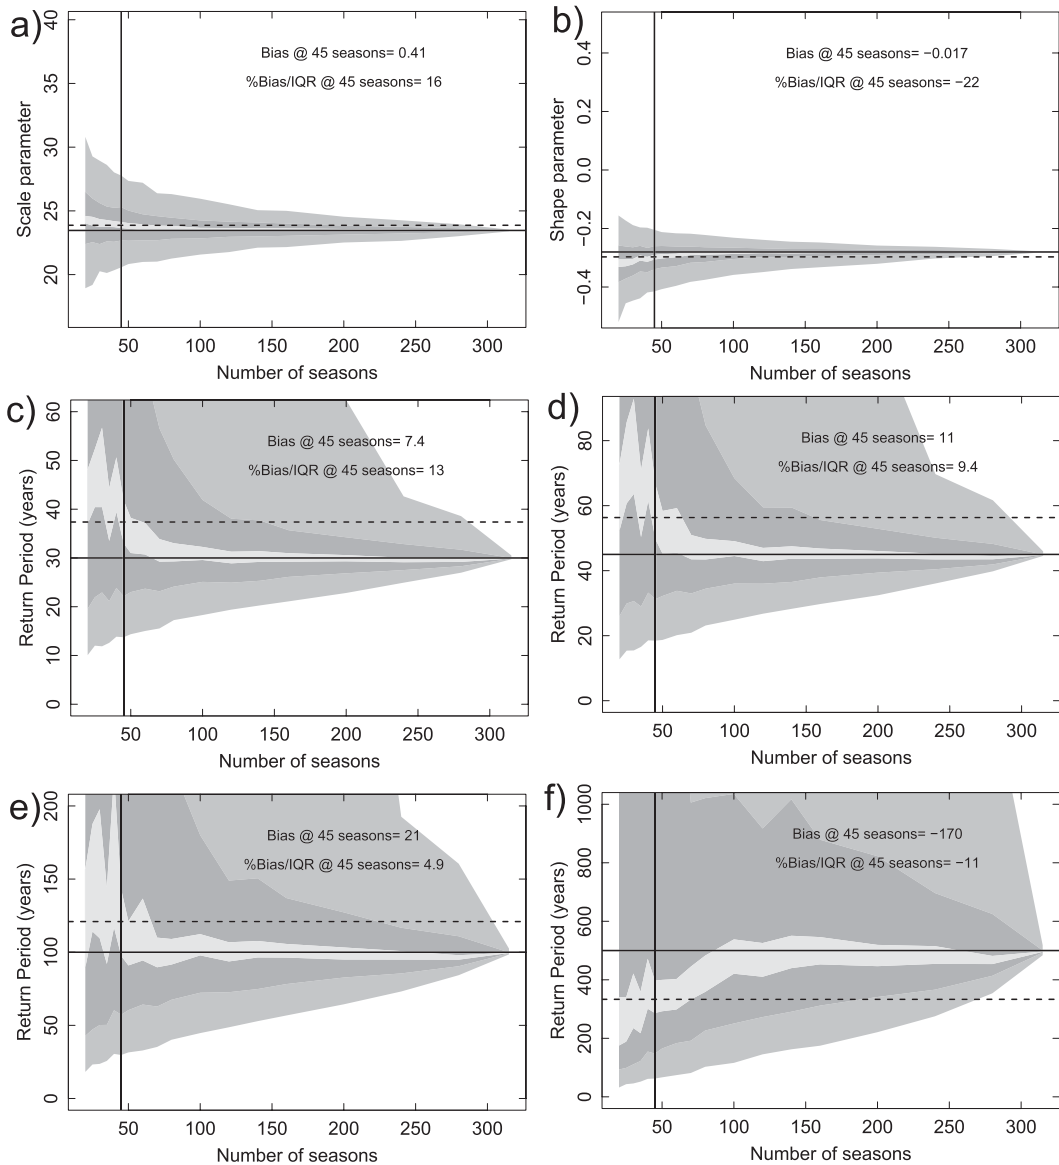 a)
Scale parameter
40
35
30
25
20
Bias @ 45 seasons= 0.41
%Bias/IQR @ 45 seasons= 16
50 100 150 200 250 300
Number of seasons
b)
Shape parameter
0.4
0.2
0.0
−0.2
−0.4
Bias @ 45 seasons= −0.017
%Bias/IQR @ 45 seasons= −22
50 100 150 200 250 300
Number of seasons
c)
Return Period (years)
60
50
40
30
20
10
0
Bias @ 45 seasons= 7.4
%Bias/IQR @ 45 seasons= 13
50 100 150 200 250 300
Number of seasons
d)
Return Period (years)
80
60
40
20
0
Bias @ 45 seasons= 11
%Bias/IQR @ 45 seasons= 9.4
50 100 150 200 250 300
Number of seasons
e)
Return Period (years)
200
150
100
50
0
Bias @ 45 seasons= 21
%Bias/IQR @ 45 seasons= 4.9
50 100 150 200 250 300
Number of seasons
f)
Return Period (years)
1000
800
600
400
200
0
Bias @ 45 seasons= −170
%Bias/IQR @ 45 seasons= −11
50 100 150 200 250 300
Number of seasons